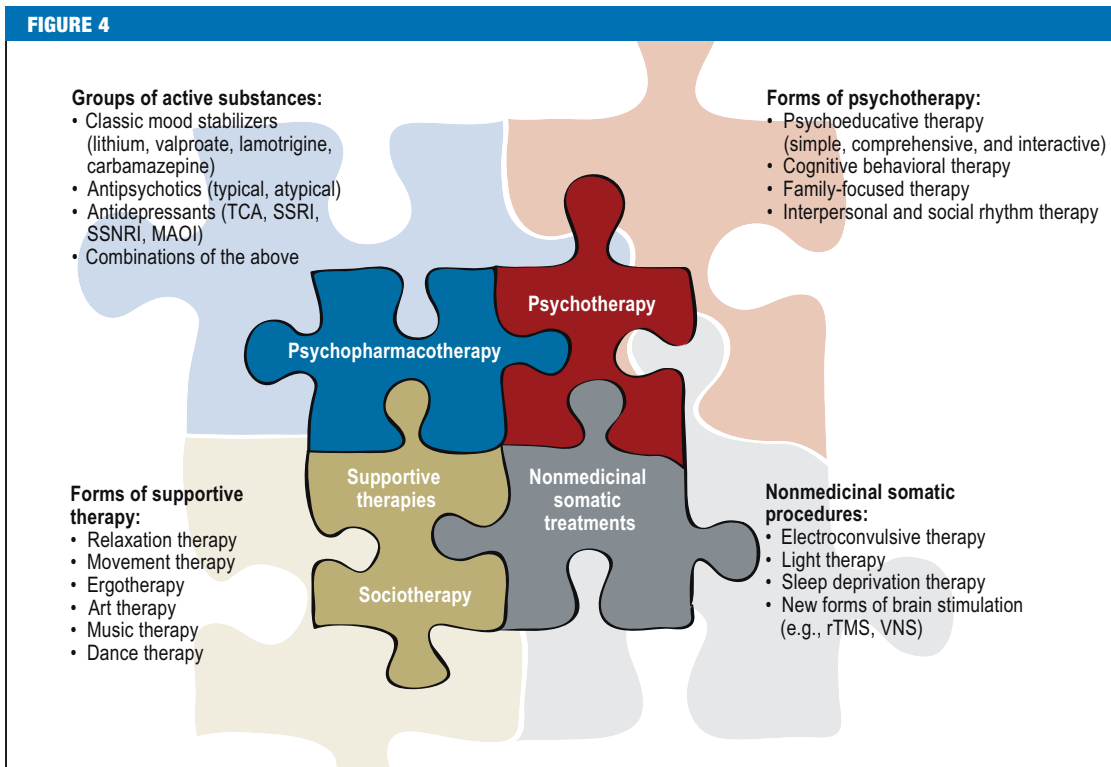 FIGURE 4
Groups of active substances:
• Classic mood stabilizers
(lithium, valproate, lamotrigine,
carbamazepine)
• Antipsychotics (typical, atypical)
• Antidepressants (TCA, SSRI,
SSNRI, MAOI)
• Combinations of the above
Forms of psychotherapy:
• Psychoeducative therapy
(simple, comprehensive, and interactive)
• Cognitive behavioral therapy
• Family-focused therapy
• Interpersonal and social rhythm therapy
Psychotherapy
Psychopharmacotherapy
Supportive
therapies
Sociotherapy
Nonmedicinal
somatic
treatments
Forms of supportive
therapy:
• Relaxation therapy
• Movement therapy
• Ergotherapy
• Art therapy
• Music therapy
• Dance therapy
Nonmedicinal somatic
procedures:
• Electroconvulsive therapy
• Light therapy
• Sleep deprivation therapy
• New forms of brain stimulation
(e.g., rTMS, VNS)